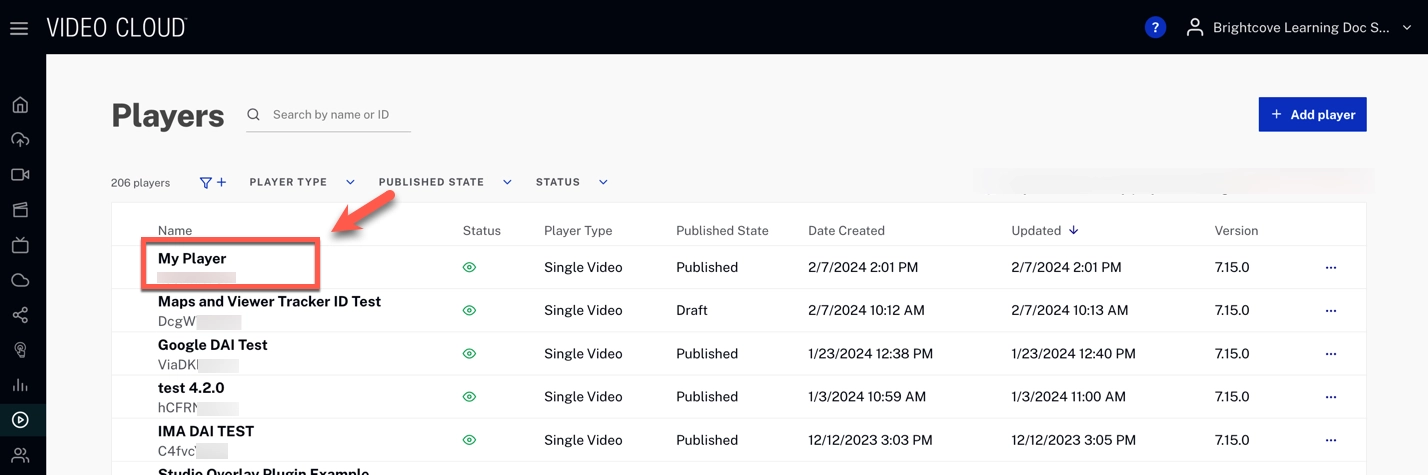 VIDEO CLOUD
? Brightcove Learning Doc S...
Players Search by name or ID + Add player
206 players PLAYER TYPE PUBLISHED STATE STATUS
Name Status Player Type Published State Date Created Updated Version
My Player Single Video Published 2/7/2024 2:01 PM 2/7/2024 2:01 PM 7.15.0 ...
Maps and Viewer Tracker ID Test
DcgW Single Video Draft 2/7/2024 10:12 AM 2/7/2024 10:13 AM 7.15.0 ...
Google DAI Test
ViaDK Single Video Published 1/23/2024 12:38 PM 1/23/2024 12:40 PM 7.15.0 ...
test 4.2.0
hCFRN Single Video Published 1/3/2024 10:59 AM 1/3/2024 11:00 AM 7.15.0 ...
IMA DAI TEST
C4fvc Single Video Published 12/12/2023 3:03 PM 12/12/2023 3:05 PM 7.15.0 ...
Studio Overlay Plugin Example